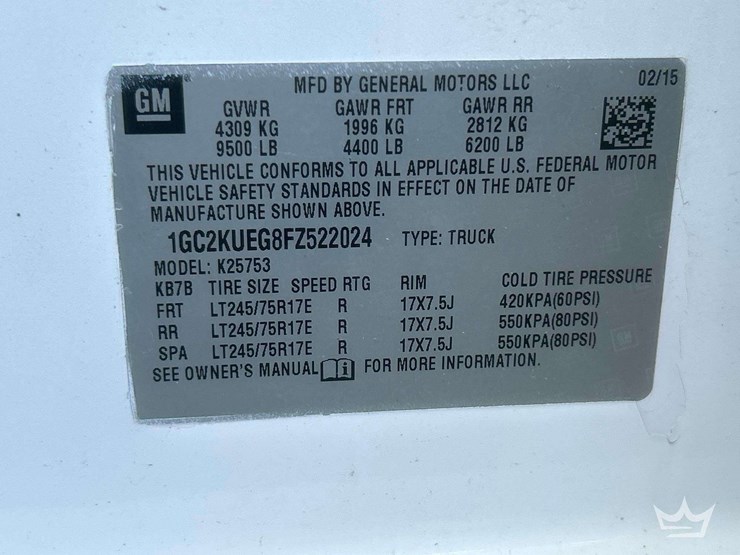 GM
MFD BY GENERAL MOTORS LLC 02/15
GVWR GAWR FRT GAWR RR
4309 KG 1996 KG 2812 KG
9500 LB 4400 LB 6200 LB
THIS VEHICLE CONFORMS TO ALL APPLICABLE U.S. FEDERAL MOTOR
VEHICLE SAFETY STANDARDS IN EFFECT ON THE DATE OF
MANUFACTURE SHOWN ABOVE.
1GC2KUEG8FZ522024 TYPE: TRUCK
MODEL: K25753
KB7B TIRE SIZE SPEED RTG RIM COLD TIRE PRESSURE
FRT LT245/75R17E R 17X7.5J 420KPA(60PSI)
RR LT245/75R17E R 17X7.5J 550KPA(80PSI)
SPA LT245/75R17E R 17X7.5J 550KPA(80PSI)
SEE OWNER'S MANUAL FOR MORE INFORMATION.